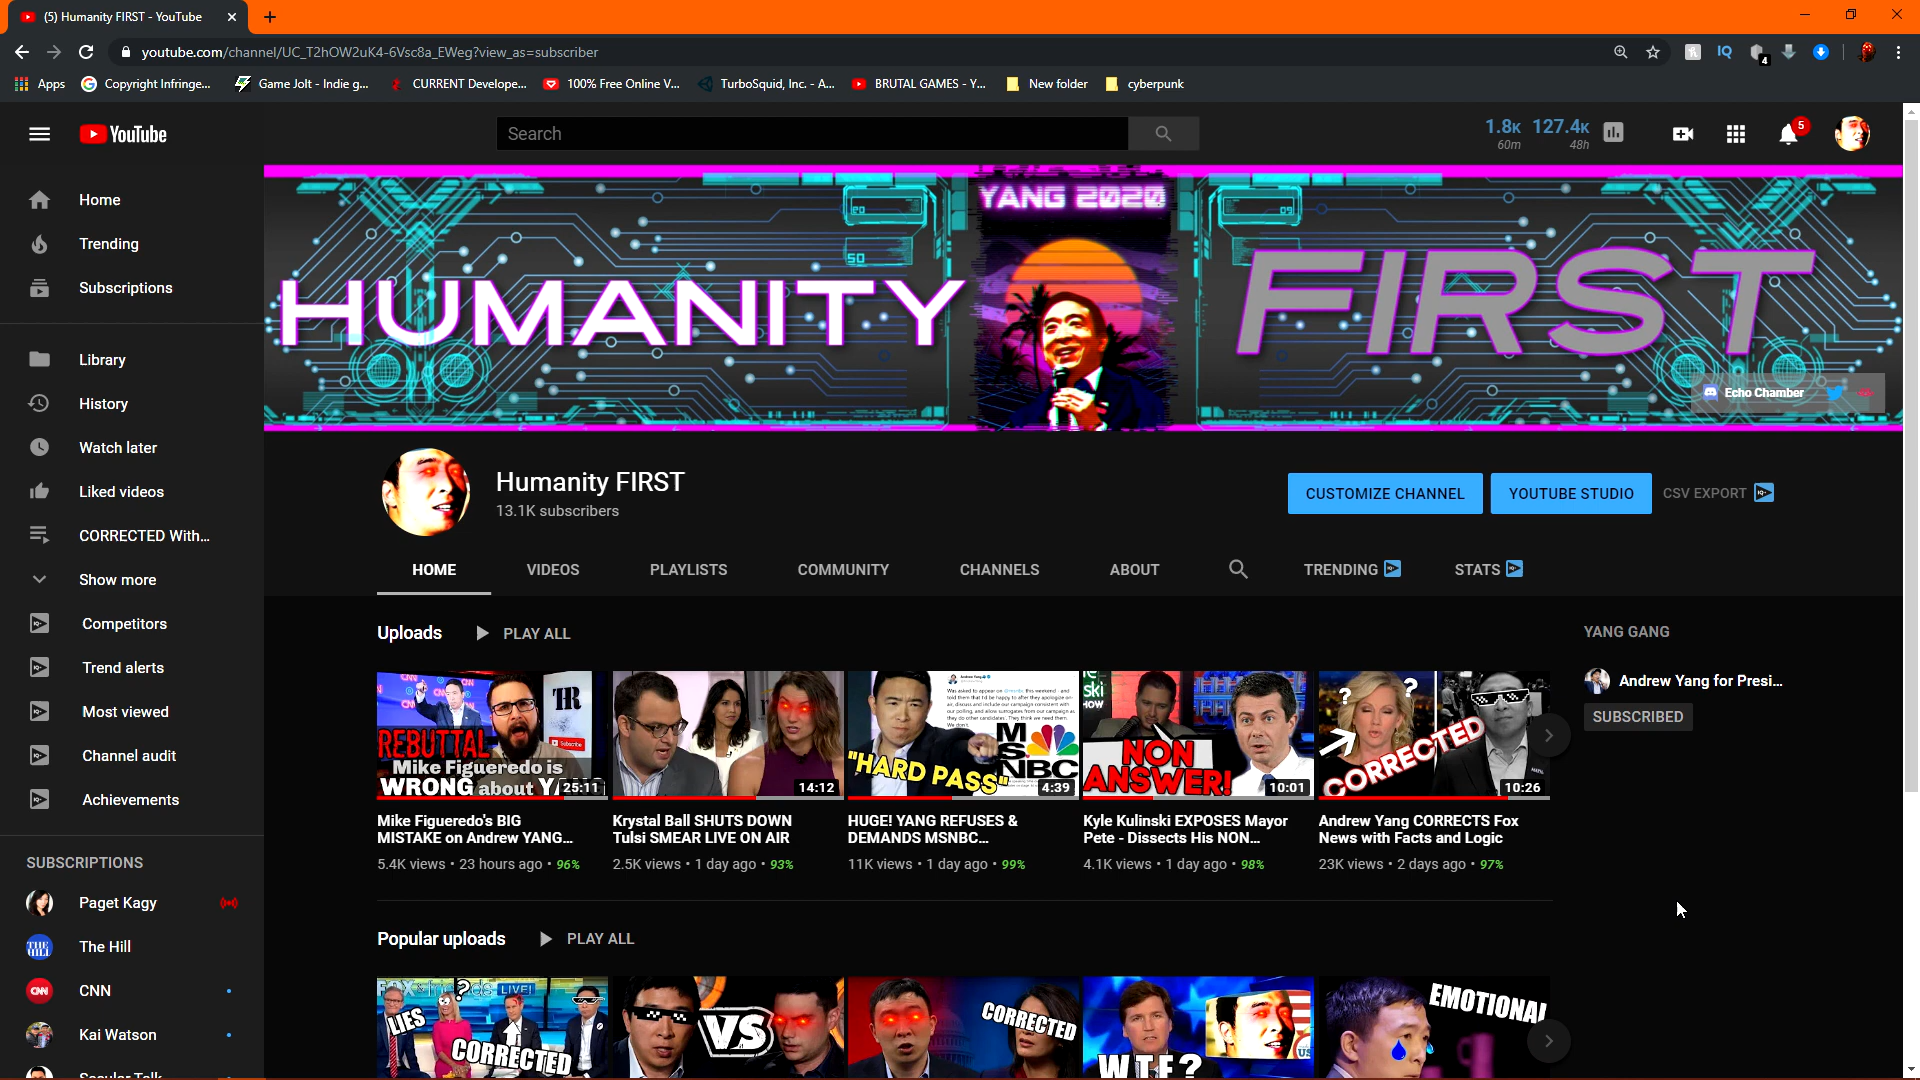 (5) Humanity FIRST - YouTube
youtube.com/channel/UC_T2hOW2uK4-6Vsc8a_EWeg?view_as=subscriber
Apps
Copyright Infringe...
Game Jolt - Indie g...
CURRENT Develope...
100% Free Online V...
TurboSquid, Inc. - A...
BRUTAL GAMES - Y...
New folder
cyberpunk
YouTube
Search
1.8K 127.4K
60m 48h
5
Home
Trending
Subscriptions
Library
History
Watch later
Liked videos
CORRECTED With...
Show more
Competitors
Trend alerts
Most viewed
Channel audit
Achievements
SUBSCRIPTIONS
Paget Kagy
The Hill
CNN
Kai Watson
YANG 2020
HUMANITY FIRST
Echo Chamber
Humanity FIRST
13.1K subscribers
CUSTOMIZE CHANNEL
YOUTUBE STUDIO
CSV EXPORT
HOME
VIDEOS
PLAYLISTS
COMMUNITY
CHANNELS
ABOUT
TRENDING
STATS
Uploads
PLAY ALL
REBUTTAL
Mike Figueredo is
WRONG about
25:11
14:12
"HARD PASS"
MSNBC
4:39
NON
ANSWER!
10:01
CORRECTED
10:26
Mike Figueredo's BIG
MISTAKE on Andrew YANG...
5.4K views • 23 hours ago • 96%
Krystal Ball SHUTS DOWN
Tulsi SMEAR LIVE ON AIR
2.5K views • 1 day ago • 93%
HUGE! YANG REFUSES &
DEMANDS MSNBC...
11K views • 1 day ago • 99%
Kyle Kulinski EXPOSES Mayor
Pete - Dissects His NON...
4.1K views • 1 day ago • 98%
Andrew Yang CORRECTS Fox
News with Facts and Logic
23K views • 2 days ago • 97%
YANG GANG
Andrew Yang for Presi...
SUBSCRIBED
Popular uploads
PLAY ALL
LIES
LIVE!
CORRECTED
VS
CORRECTED
WTF?
EMOTIONAL